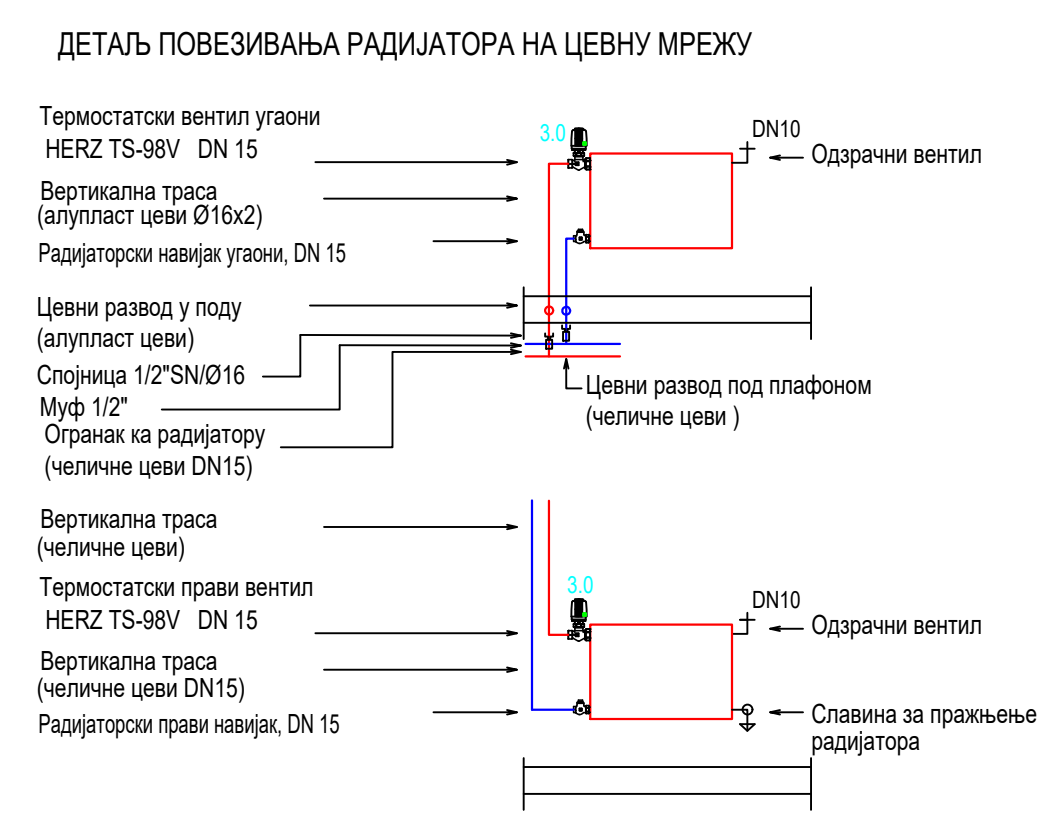 ДЕТАЉ ПОВЕЗИВАЊА РАДИЈАТОРА НА ЦЕВНУ МРЕЖУ
Термостатски вентил угаони
HERZ TS-98V DN 15
Вертикална траса
(алупласт цеви Ø16x2)
Радијаторски навијак угаони, DN 15
Цевни развод у поду
(алупласт цеви)
Спојница 1/2"SN/Ø16
Муф 1/2"
Огранак ка радијатору
(челичне цеви DN15)
3.0
DN10
Одзрачни вентил
Цевни развод под плафоном
(челичне цеви )
Вертикална траса
(челичне цеви)
Термостатски прави вентил
HERZ TS-98V DN 15
Вертикална траса
(челичне цеви DN15)
Радијаторски прави навијак, DN 15
3.0
DN10
Одзрачни вентил
Славина за пражњење
радијатора